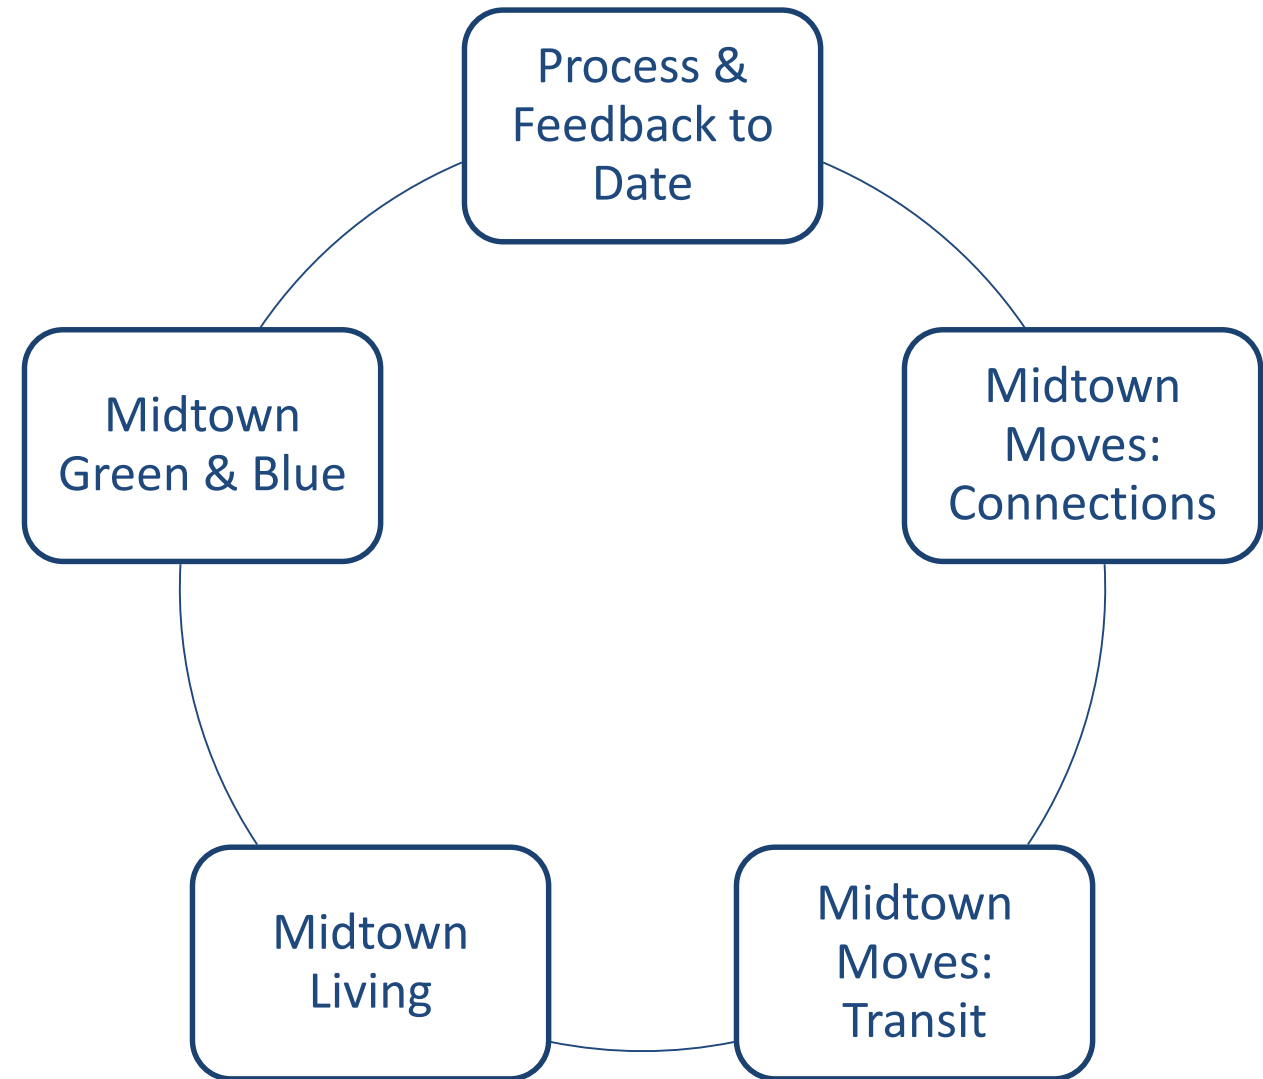 Process &
Feedback to
Date
Midtown
Moves:
Connections
Midtown
Moves:
Transit
Midtown
Living
Midtown
Green & Blue